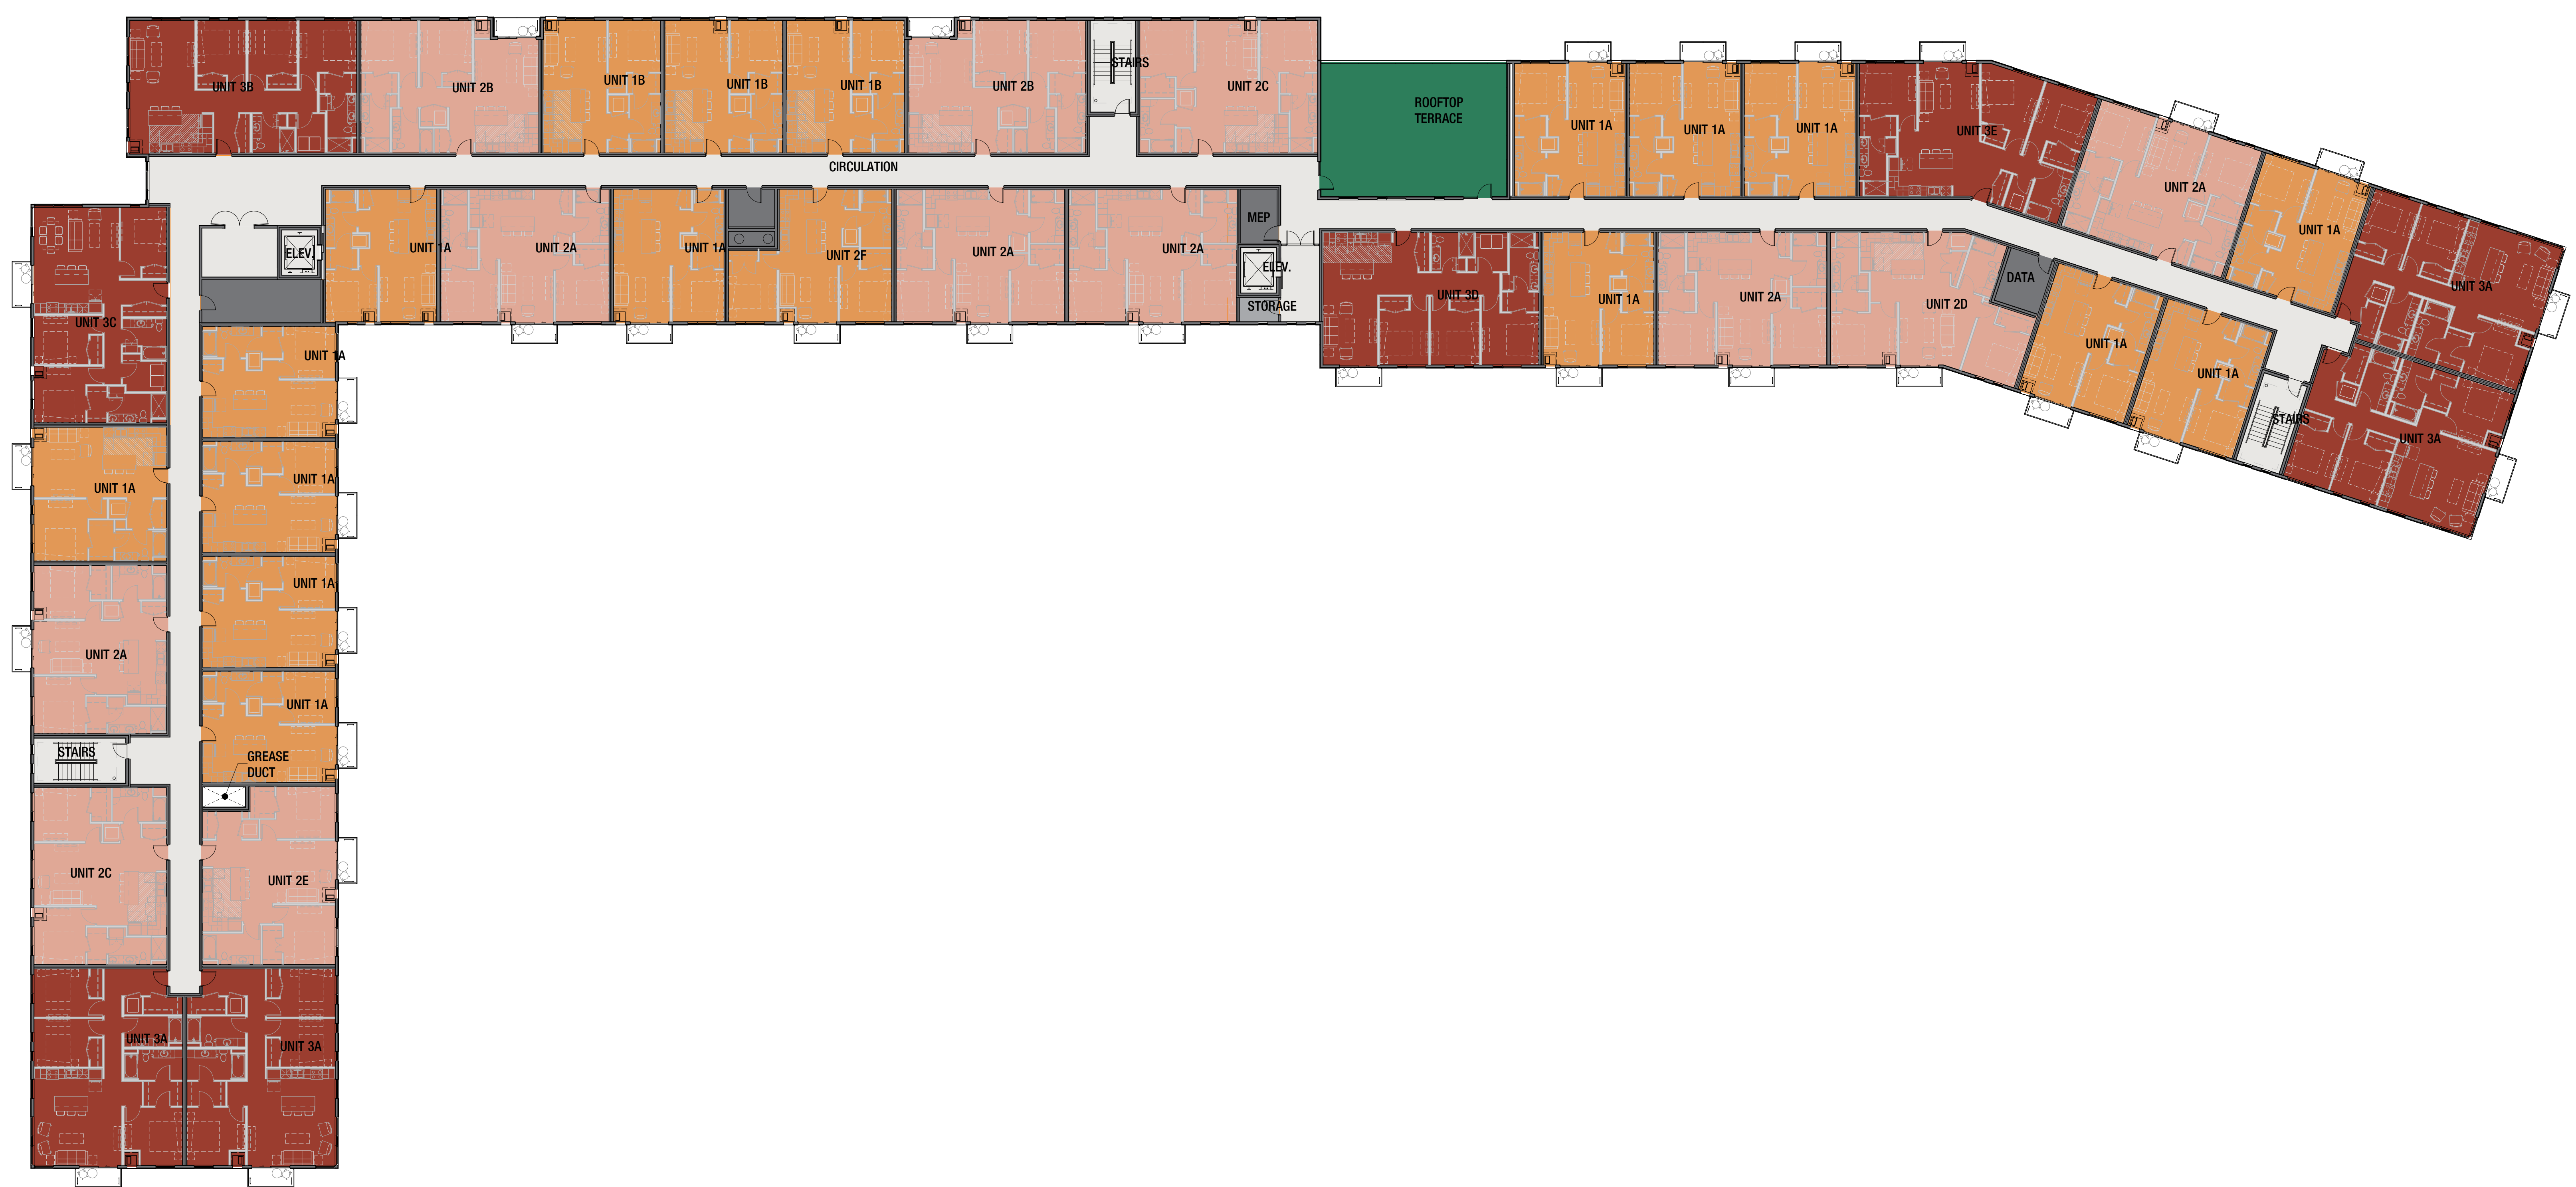 UNIT 3B
UNIT 2B
UNIT 1B
UNIT 1B
UNIT 1B
UNIT 2B
STAIRS
UNIT 2C
ROOFTOP
TERRACE
UNIT 1A
UNIT 1A
UNIT 1A
UNIT 3E
UNIT 2A
UNIT 1A
UNIT 3A
CIRCULATION
ELEV.
UNIT 1A
UNIT 2A
UNIT 1A
UNIT 2F
UNIT 2A
UNIT 2A
MEP
ELEV.
STORAGE
UNIT 3D
UNIT 1A
UNIT 2A
UNIT 2D
DATA
UNIT 1A
UNIT 1A
STAIRS
UNIT 3A
UNIT 3C
UNIT 1A
UNIT 1A
UNIT 1A
UNIT 1A
UNIT 2A
UNIT 1A
STAIRS
GREASE
DUCT
UNIT 2C
UNIT 2E
UNIT 3A
UNIT 3A